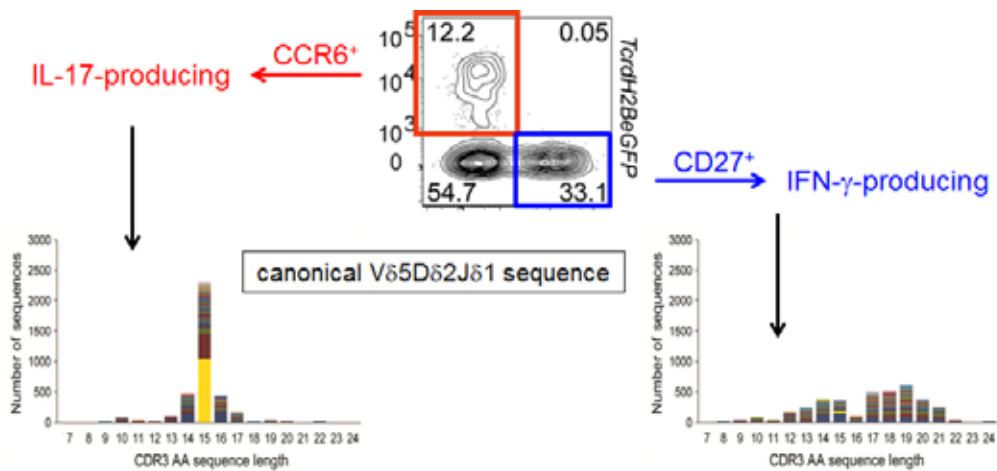 12.2 0.05
10⁵
CCR6⁺
IL-17-producing
10⁴
TcrdH2BeGFP
10³
0
CD27⁺
IFN-γ-producing
54.7 33.1
canonical Vδ5Dδ2Jδ1 sequence
Number of sequences
3000
2500
2000
1500
1000
500
0
7 8 9 10 11 12 13 14 15 16 17 18 19 20 21 22 23 24
CDR3 AA sequence length
Number of sequences
3000
2500
2000
1500
1000
500
0
7 8 9 10 11 12 13 14 15 16 17 18 19 20 21 22 23 24
CDR3 AA sequence length